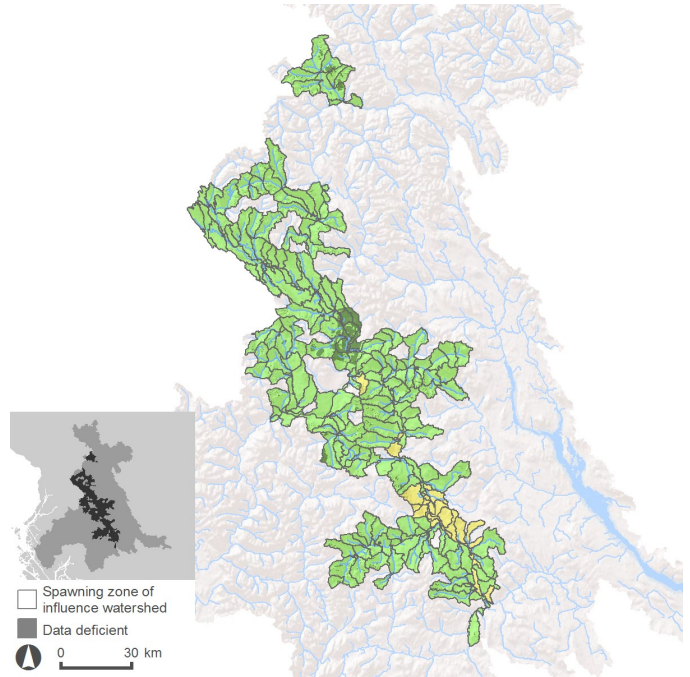 Spawning zone of
influence watershed
Data deficient
0 30 km